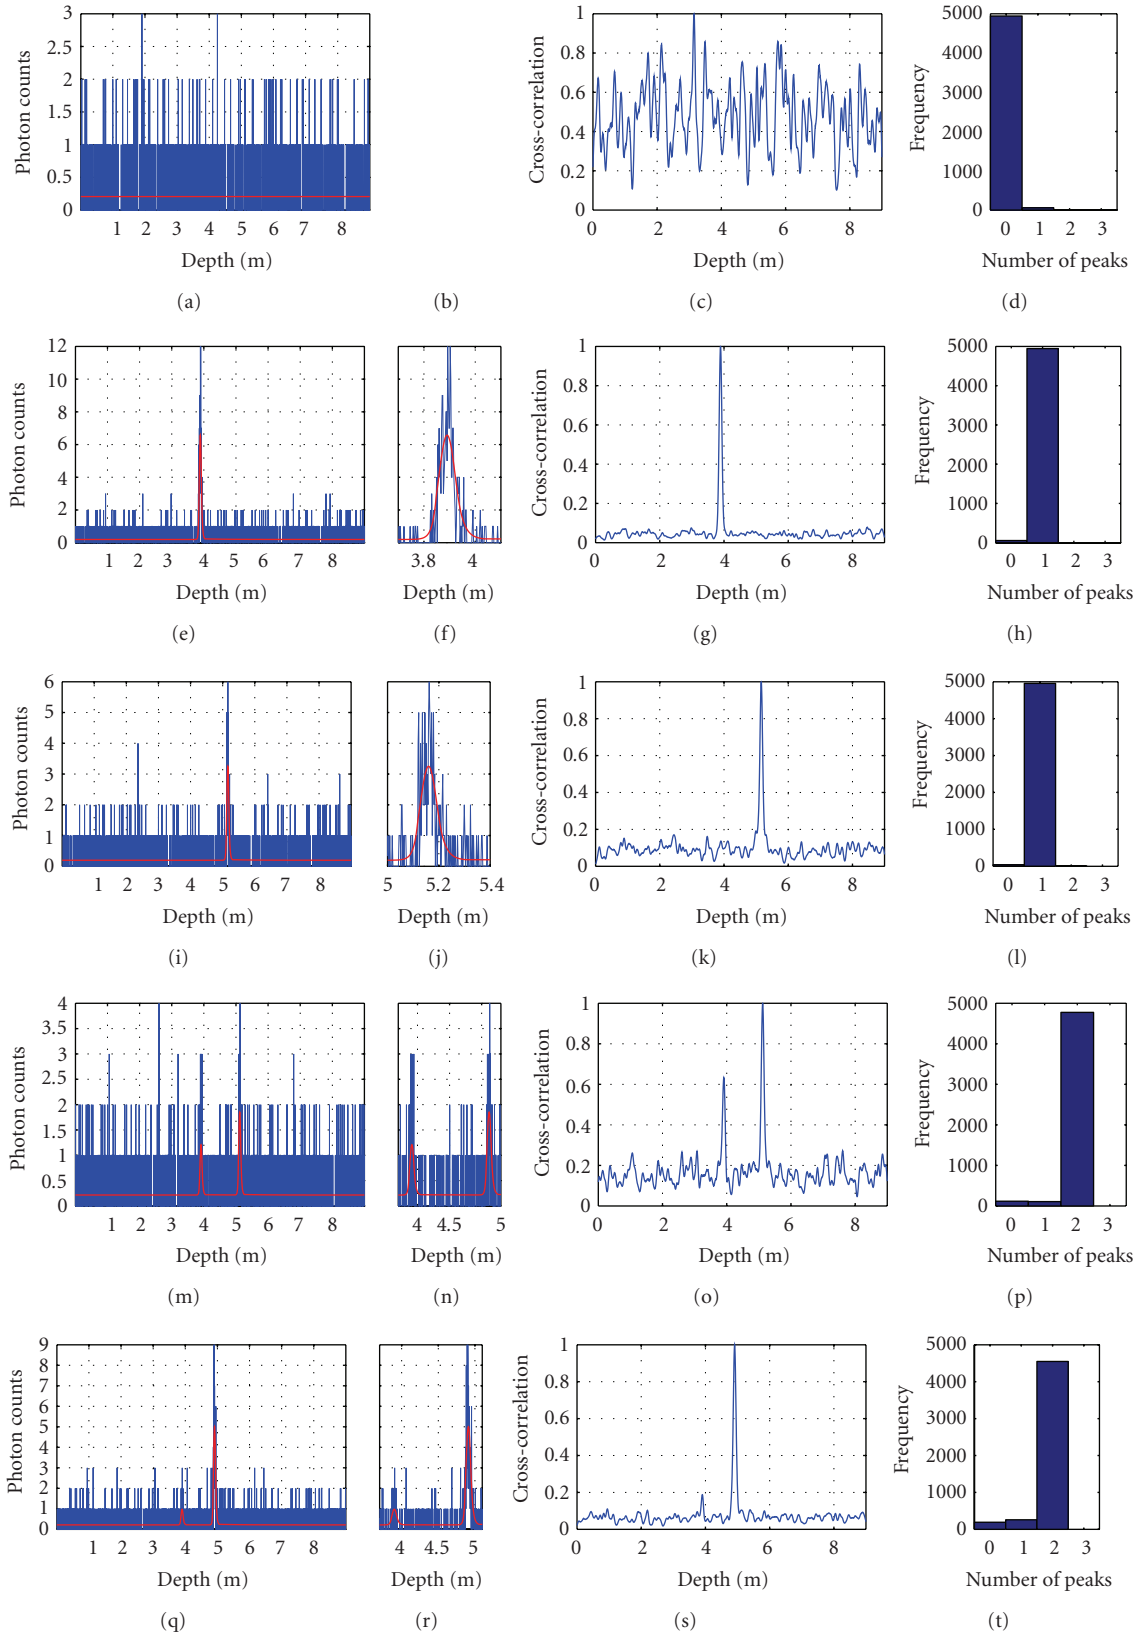 3
2.5
2
1.5
1
0.5
0
Photon counts
1 2 3 4 5 6 7 8
Depth (m)
(a)
(b)
1
0.8
0.6
0.4
0.2
0
Cross-correlation
0 2 4 6 8
Depth (m)
(c)
5000
4000
3000
2000
1000
0
Frequency
0 1 2 3
Number of peaks
(d)
12
10
8
6
4
2
0
Photon counts
1 2 3 4 5 6 7 8
Depth (m)
(e)
3.8 4
Depth (m)
(f)
1
0.8
0.6
0.4
0.2
0
Cross-correlation
0 2 4 6 8
Depth (m)
(g)
5000
4000
3000
2000
1000
0
Frequency
0 1 2 3
Number of peaks
(h)
6
5
4
3
2
1
0
Photon counts
1 2 3 4 5 6 7 8
Depth (m)
(i)
5 5.2 5.4
Depth (m)
(j)
1
0.8
0.6
0.4
0.2
0
Cross-correlation
0 2 4 6 8
Depth (m)
(k)
5000
4000
3000
2000
1000
0
Frequency
0 1 2 3
Number of peaks
(l)
4
3.5
3
2.5
2
1.5
1
0.5
0
Photon counts
1 2 3 4 5 6 7 8
Depth (m)
(m)
4 4.5 5
Depth (m)
(n)
1
0.8
0.6
0.4
0.2
0
Cross-correlation
0 2 4 6 8
Depth (m)
(o)
5000
4000
3000
2000
1000
0
Frequency
0 1 2 3
Number of peaks
(p)
9
8
7
6
5
4
3
2
1
0
Photon counts
1 2 3 4 5 6 7 8
Depth (m)
(q)
4 4.5 5
Depth (m)
(r)
1
0.8
0.6
0.4
0.2
0
Cross-correlation
0 2 4 6 8
Depth (m)
(s)
5000
4000
3000
2000
1000
0
Frequency
0 1 2 3
Number of peaks
(t)